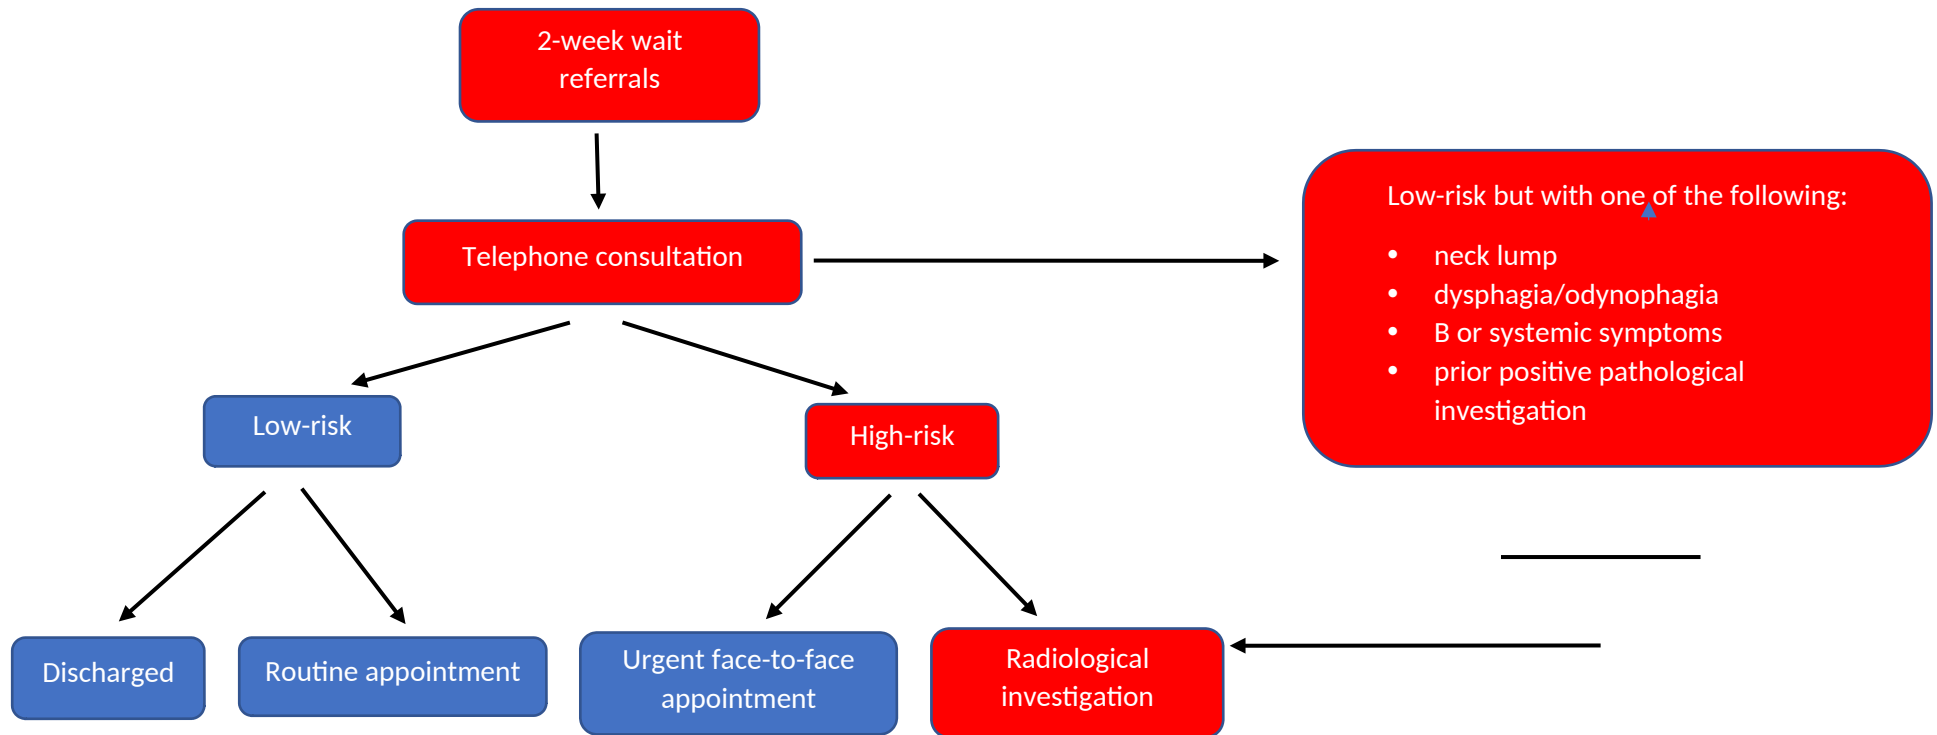 2-week wait
referrals
Telephone consultation
Low-risk but with one of the following:
• neck lump
• dysphagia/odynophagia
• B or systemic symptoms
• prior positive pathological
investigation
Low-risk
High-risk
Discharged
Routine appointment
Urgent face-to-face
appointment
Radiological
investigation